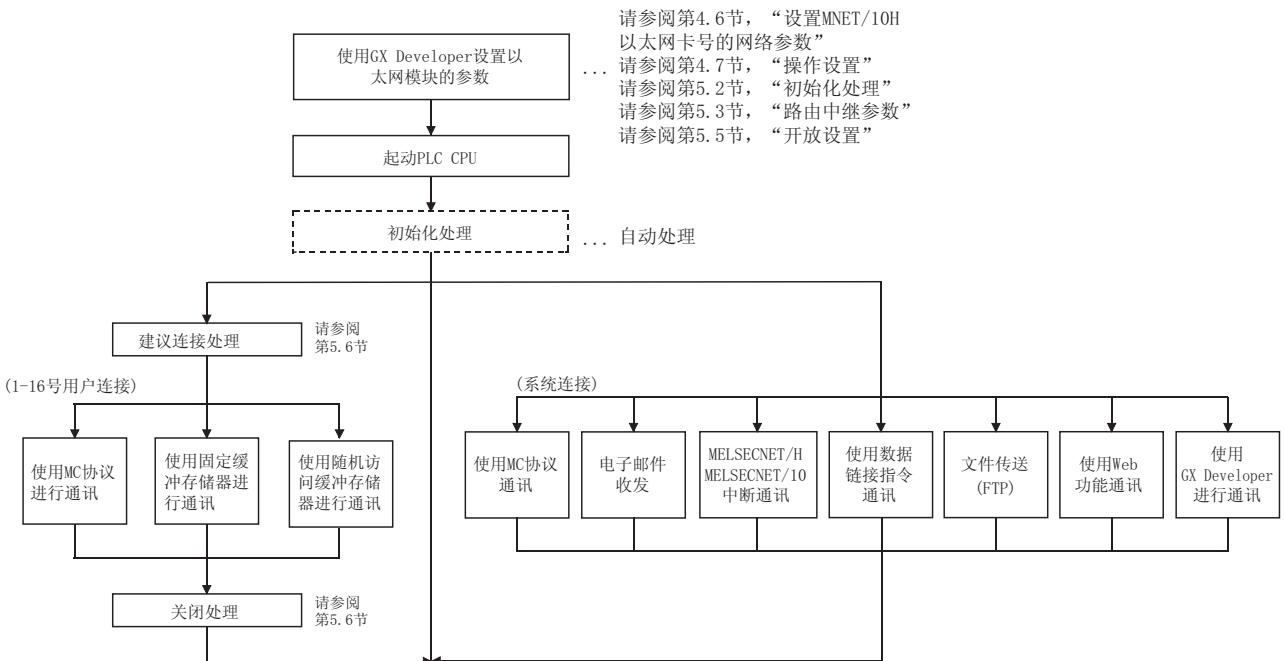 使用GX Developer设置以
太网模块的参数
...
请参阅第4.6节，“设置MNET/10H
以太网卡号的网络参数”
请参阅第4.7节，“操作设置”
请参阅第5.2节，“初始化处理”
请参阅第5.3节，“路由中继参数”
请参阅第5.5节，“开放设置”
起动PLC CPU
初始化处理
... 自动处理
建议连接处理
请参阅
第5.6节
(1-16号用户连接)
(系统连接)
使用MC协议
进行通讯
使用固定缓
冲存储器进
行通讯
使用随机访
问缓冲存储
器进行通讯
使用MC协议
通讯
电子邮件
收发
MELSECNET/H
MELSECNET/10
中断通讯
使用数据
链接指令
通讯
文件传送
(FTP)
使用Web
功能通讯
使用
GX Developer
进行通讯
关闭处理
请参阅
第5.6节